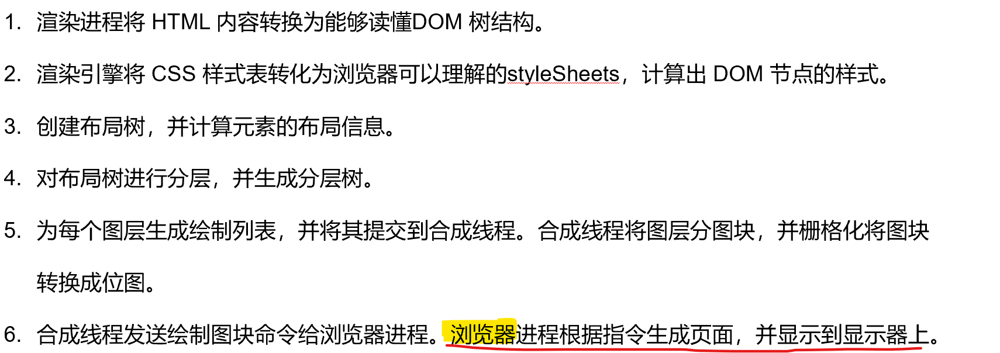 1. 渲染进程将 HTML 内容转换为能够读懂DOM 树结构。
2. 渲染引擎将 CSS 样式表转化为浏览器可以理解的styleSheets，计算出 DOM 节点的样式。
3. 创建布局树，并计算元素的布局信息。
4. 对布局树进行分层，并生成分层树。
5. 为每个图层生成绘制列表，并将其提交到合成线程。合成线程将图层分图块，并栅格化将图块
转换成位图。
6. 合成线程发送绘制图块命令给浏览器进程。浏览器进程根据指令生成页面，并显示到显示器上。